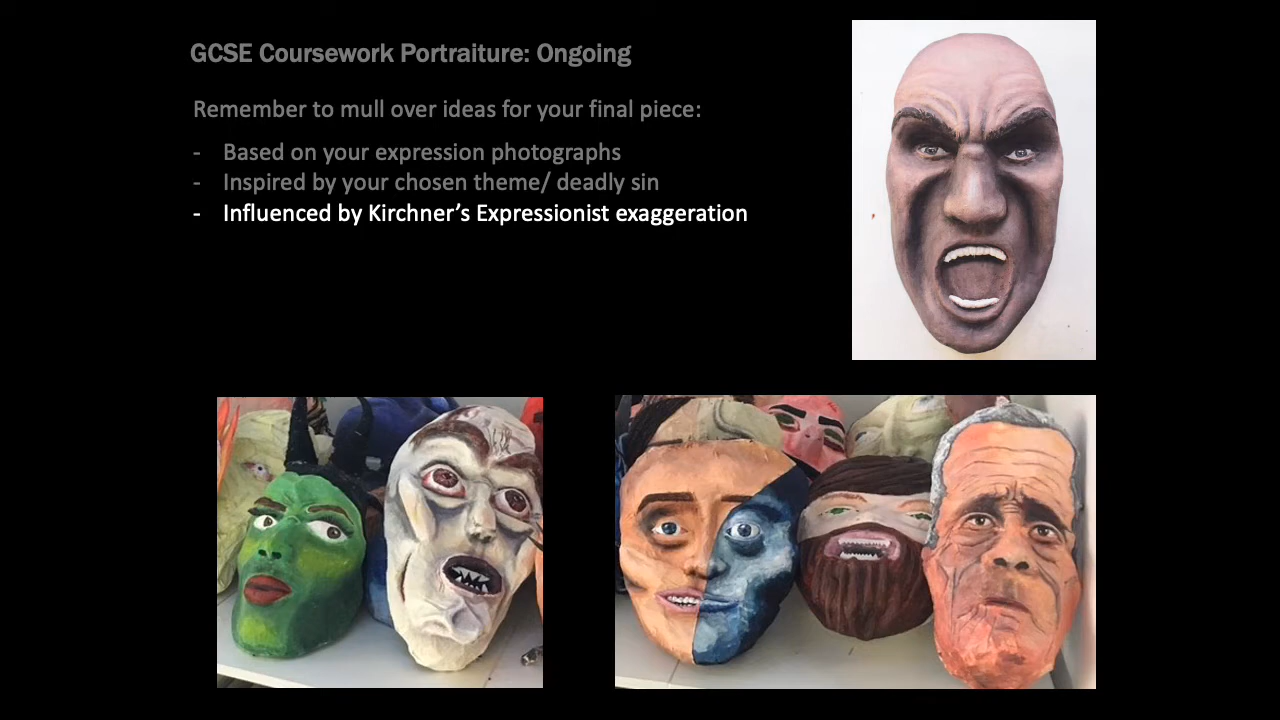 GCSE Coursework Portraiture: Ongoing
Remember to mull over ideas for your final piece:
- Based on your expression photographs
- Inspired by your chosen theme/ deadly sin
- Influenced by Kirchner’s Expressionist exaggeration